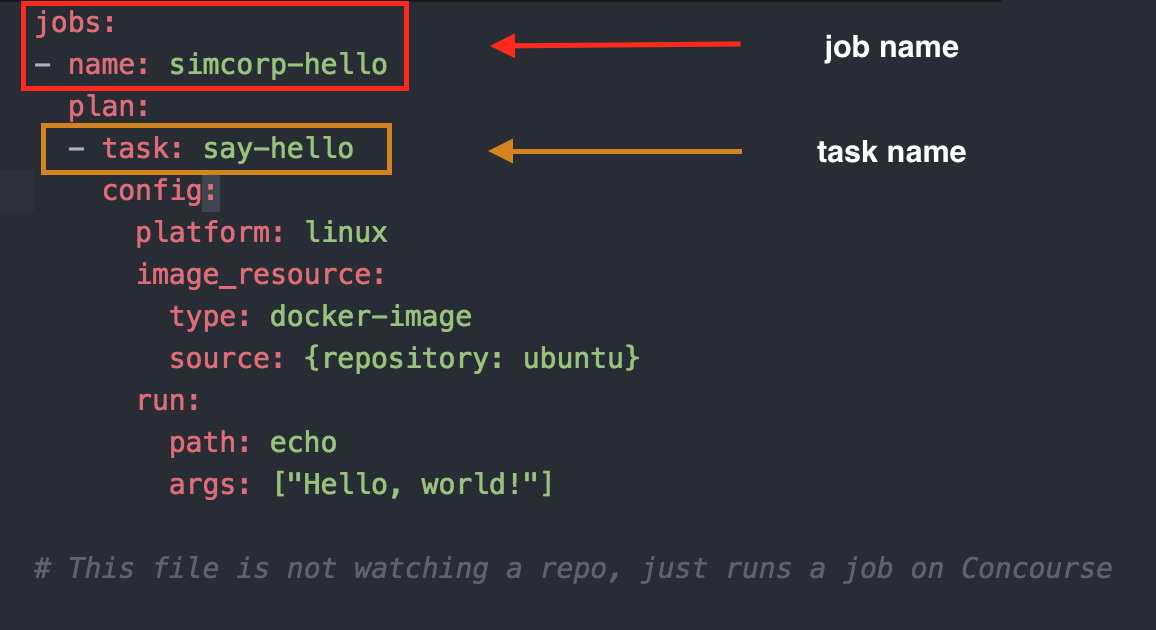 jobs:
- name: simcorp-hello
job name
plan:
- task: say-hello
task name
config:
platform: linux
image_resource:
type: docker-image
source: {repository: ubuntu}
run:
path: echo
args: ["Hello, world!"]
# This file is not watching a repo, just runs a job on Concourse